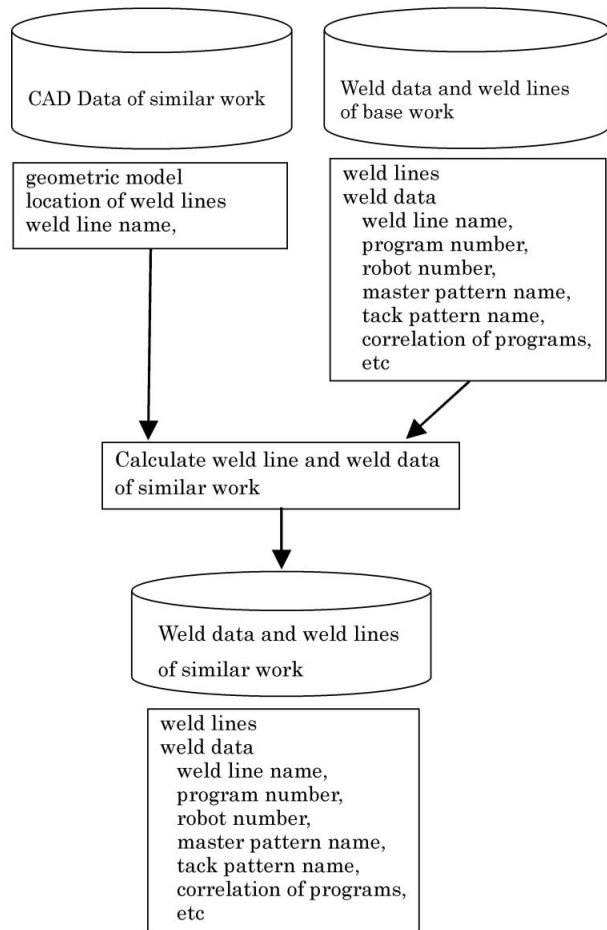 CAD Data of similar work
Weld data and weld lines
of base work
geometric model
location of weld lines
weld line name,
weld lines
weld data
weld line name,
program number,
robot number,
master pattern name,
tack pattern name,
correlation of programs,
etc
Calculate weld line and weld data
of similar work
Weld data and weld lines
of similar work
weld lines
weld data
weld line name,
program number,
robot number,
master pattern name,
tack pattern name,
correlation of programs,
etc